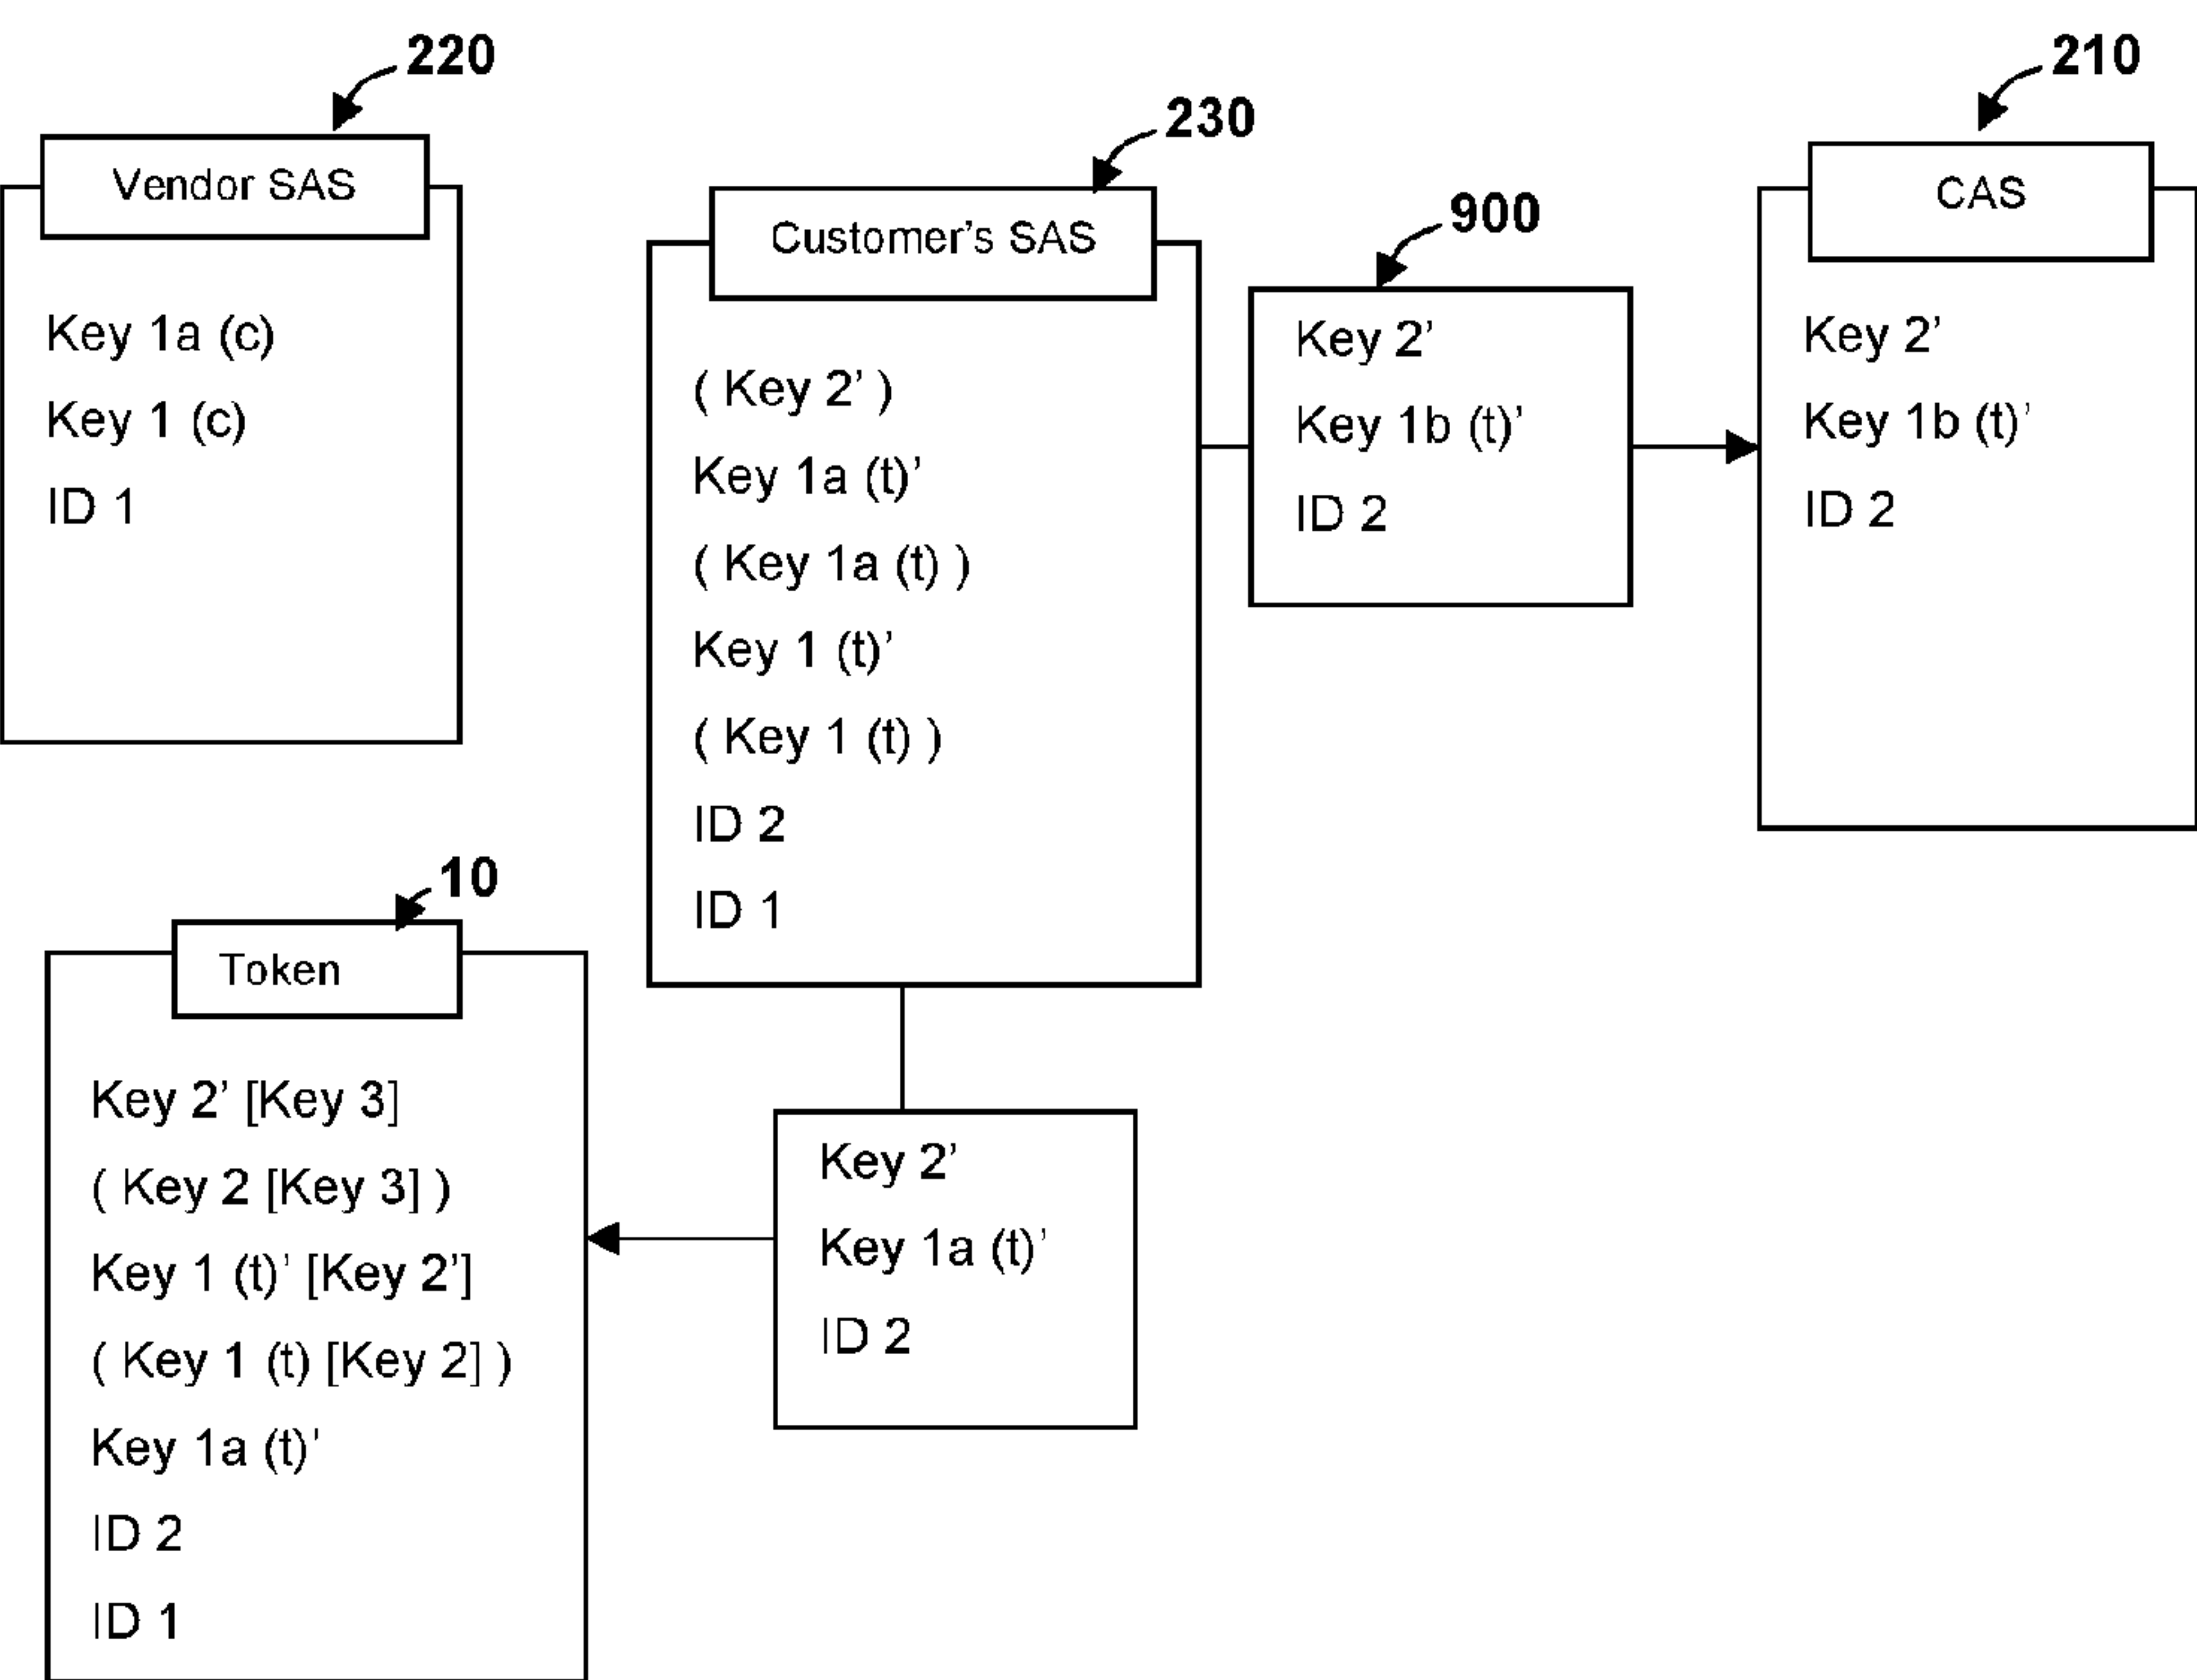 220
Vendor SAS
Key 1a (c)
Key 1 (c)
ID 1
230
Customer's SAS
( Key 2' )
Key 1a (t)'
( Key 1a (t) )
Key 1 (t)'
( Key 1 (t) )
ID 2
ID 1
900
Key 2'
Key 1b (t)'
ID 2
210
CAS
Key 2'
Key 1b (t)'
ID 2
10
Token
Key 2' [Key 3]
( Key 2 [Key 3] )
Key 1 (t)' [Key 2']
( Key 1 (t) [Key 2] )
Key 1a (t)'
ID 2
ID 1
Key 2'
Key 1a (t)'
ID 2